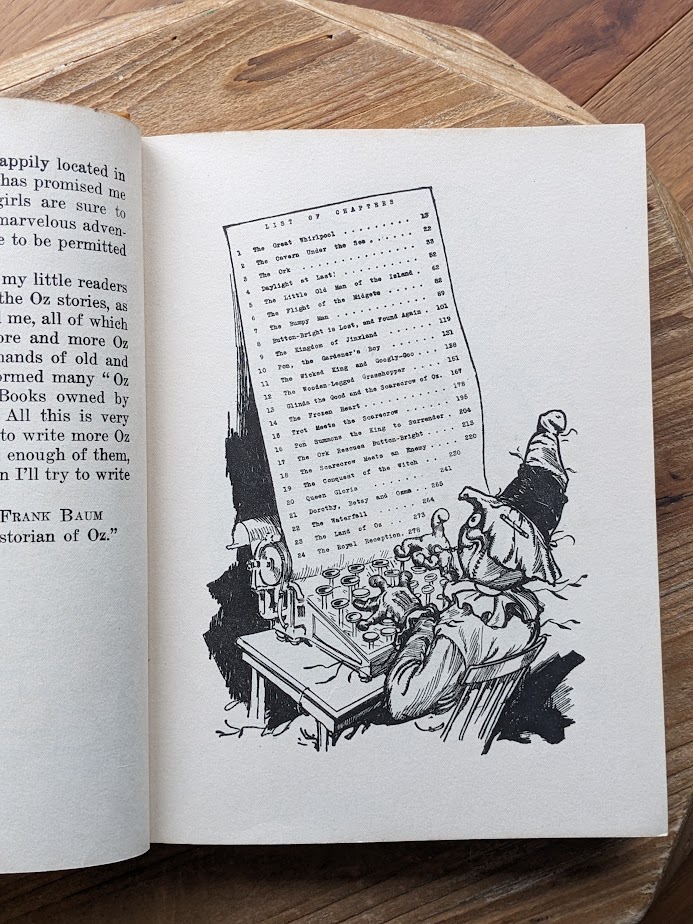 appily located in
has promised me
girls are sure to
marvelous adven-
e to be permitted
my little readers
the Oz stories, as
d me, all of which
ore and more Oz
hands of old and
ormed many “Oz
Books owned by
All this is very
to write more Oz
enough of them,
n I'll try to write
FRANK BAUM
storian of Oz.”
LIST OF CHAPTERS
1 The Great Whirlpool .......... 13
2 The Cavern Under the Sea ...... 22
3 The Ork .......... 33
4 Daylight at Last! .......... 42
5 The Little Old Man of the Island .. 52
6 The Flight of the Midgets ...... 62
7 The Bumpy Man .......... 82
8 Button-Bright is Lost, and Found Again 89
9 The Kingdom of Jinxland ...... 101
10 Pon, the Gardener's Boy ...... 119
11 The Wicked King and Googly-Goo ... 131
12 The Wooden-Legged Grasshopper ... 138
13 Glinda the Good and the Scarecrow of Oz. 151
14 The Frozen Heart ........ 167
15 Trot Meets the Scarecrow ...... 178
16 Pon Summons the King to Surrender .. 195
17 The Ork Rescues Button-Bright .... 204
18 The Scarecrow Meets an Enemy .... 213
19 The Conquest of the Witch .... 220
20 Queen Gloria ........ 230
21 Dorothy, Betsy and Ozma ... 241
22 The Waterfall ........ 255
23 The Land of Oz ..... 264
24 The Royal Reception. 278